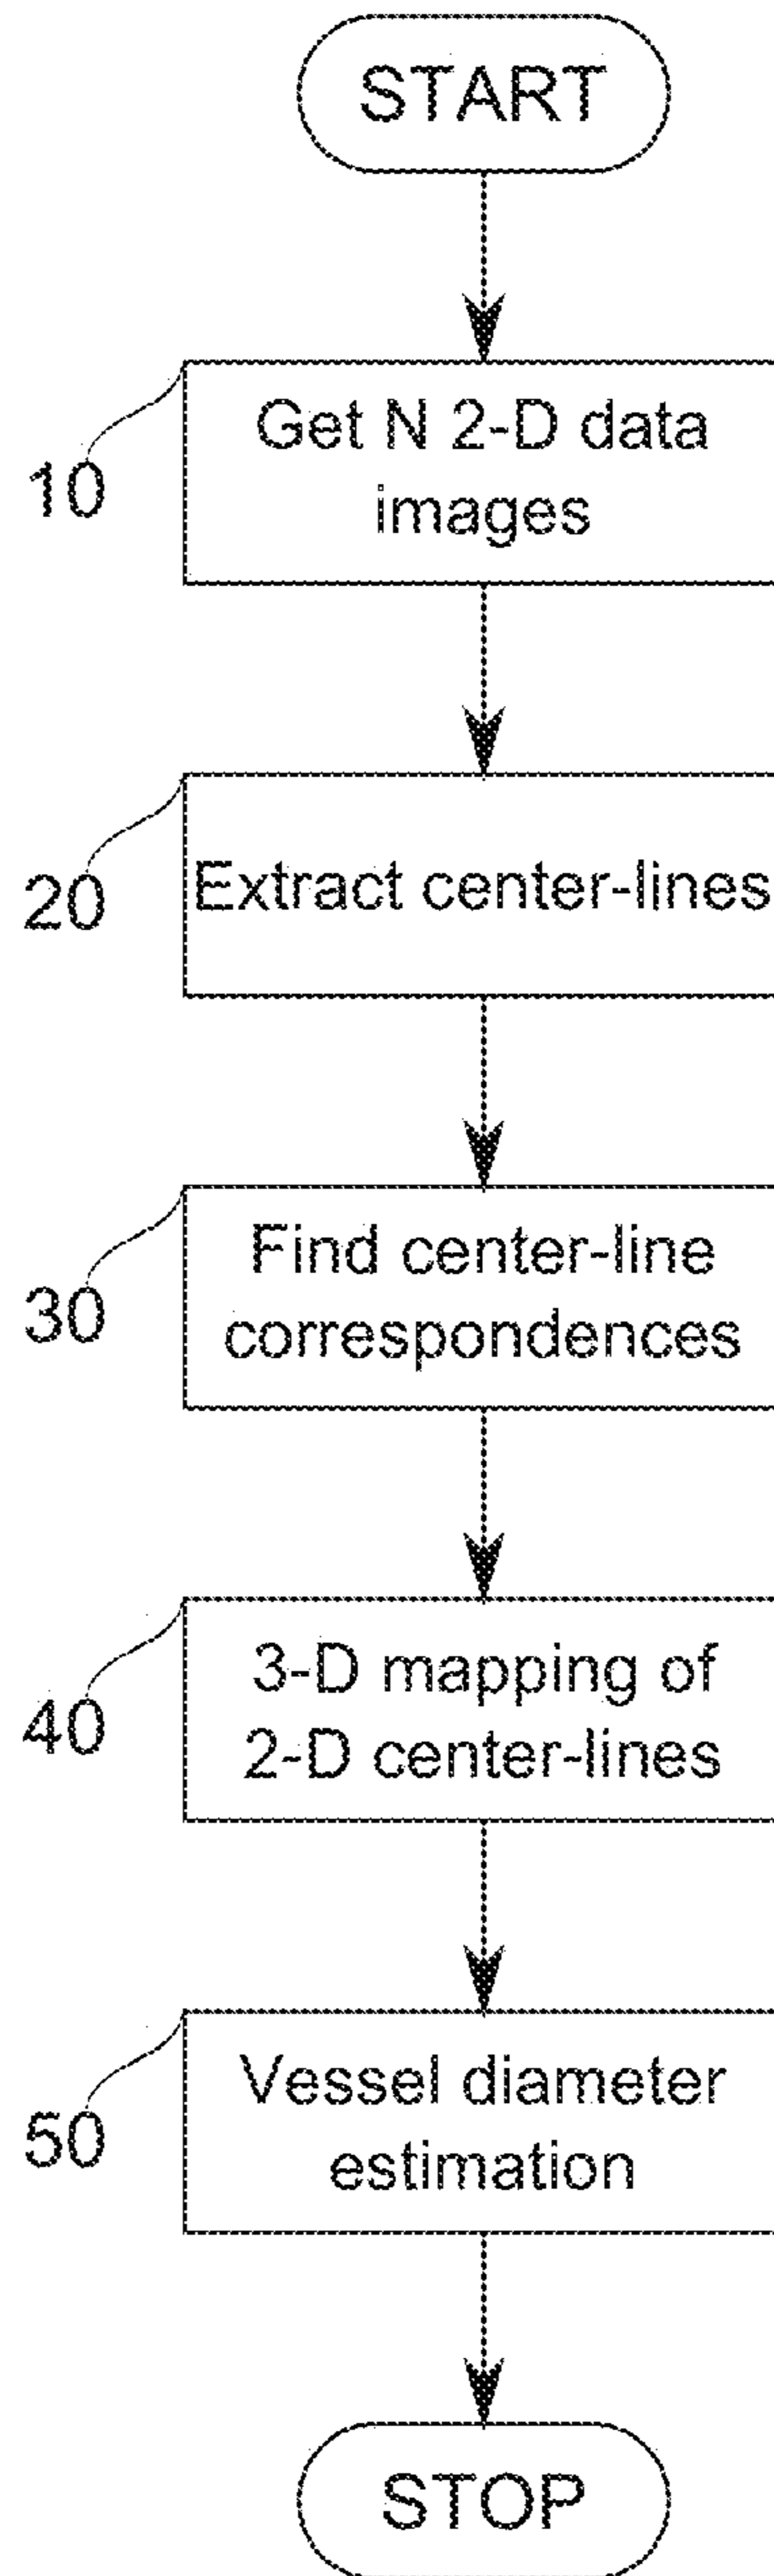 START
10
Get N 2-D data
images
20
Extract center-lines
30
Find center-line
correspondences
40
3-D mapping of
2-D center-lines
50
Vessel diameter
estimation
STOP